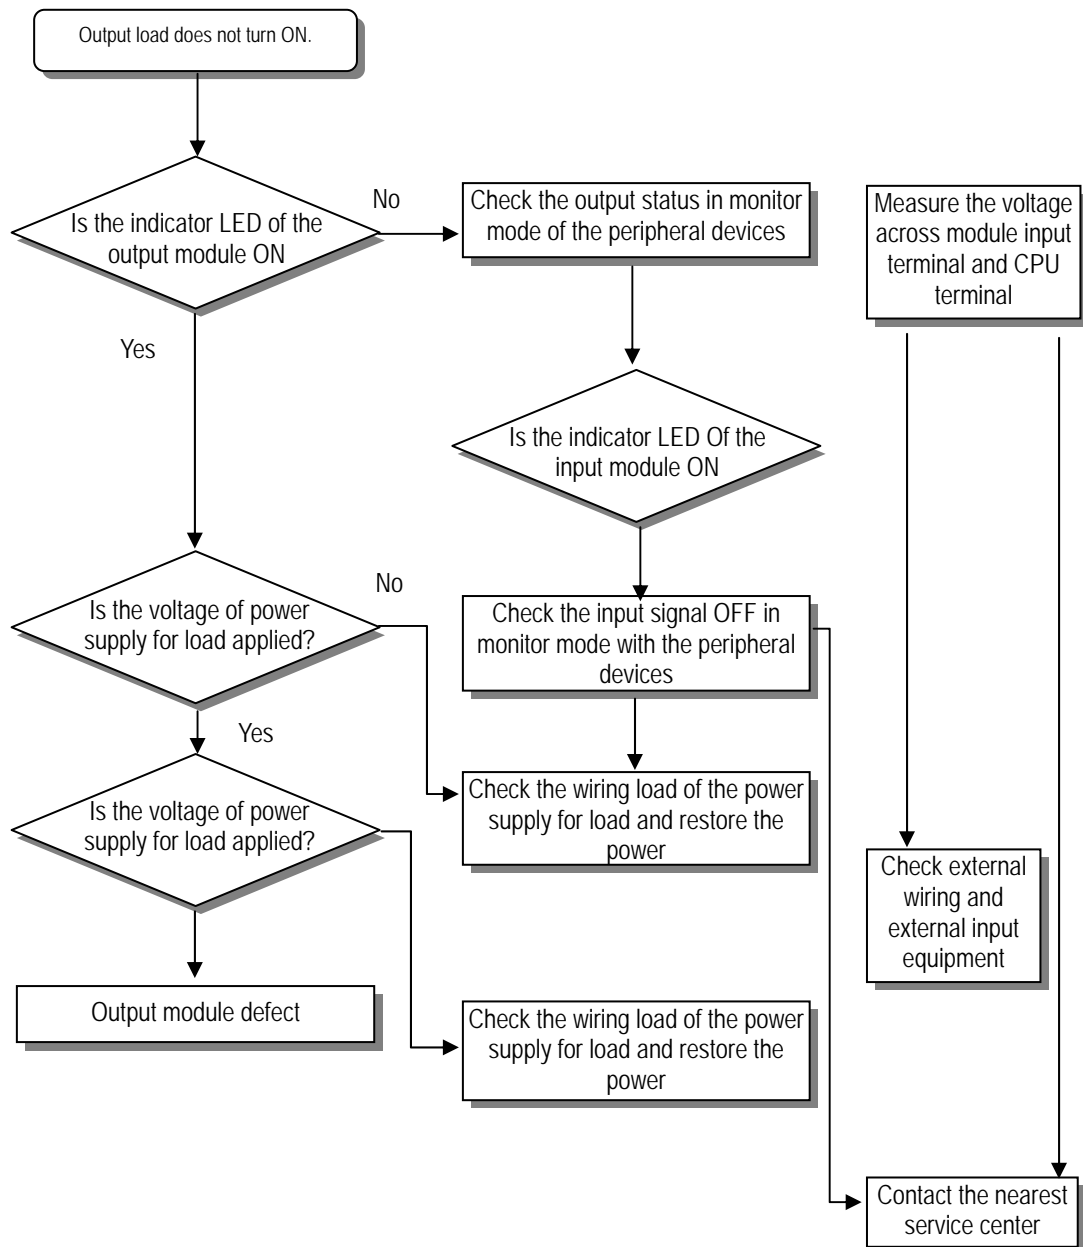 Output load does not turn ON.
Is the indicator LED of the
output module ON
No
Check the output status in monitor
mode of the peripheral devices
Measure the voltage
across module input
terminal and CPU
terminal
Yes
Is the indicator LED Of the
input module ON
Is the voltage of power
supply for load applied?
No
Check the input signal OFF in
monitor mode with the peripheral
devices
Yes
Is the voltage of power
supply for load applied?
Check the wiring load of the power
supply for load and restore the
power
Check external
wiring and
external input
equipment
Output module defect
Check the wiring load of the power
supply for load and restore the
power
Contact the nearest
service center